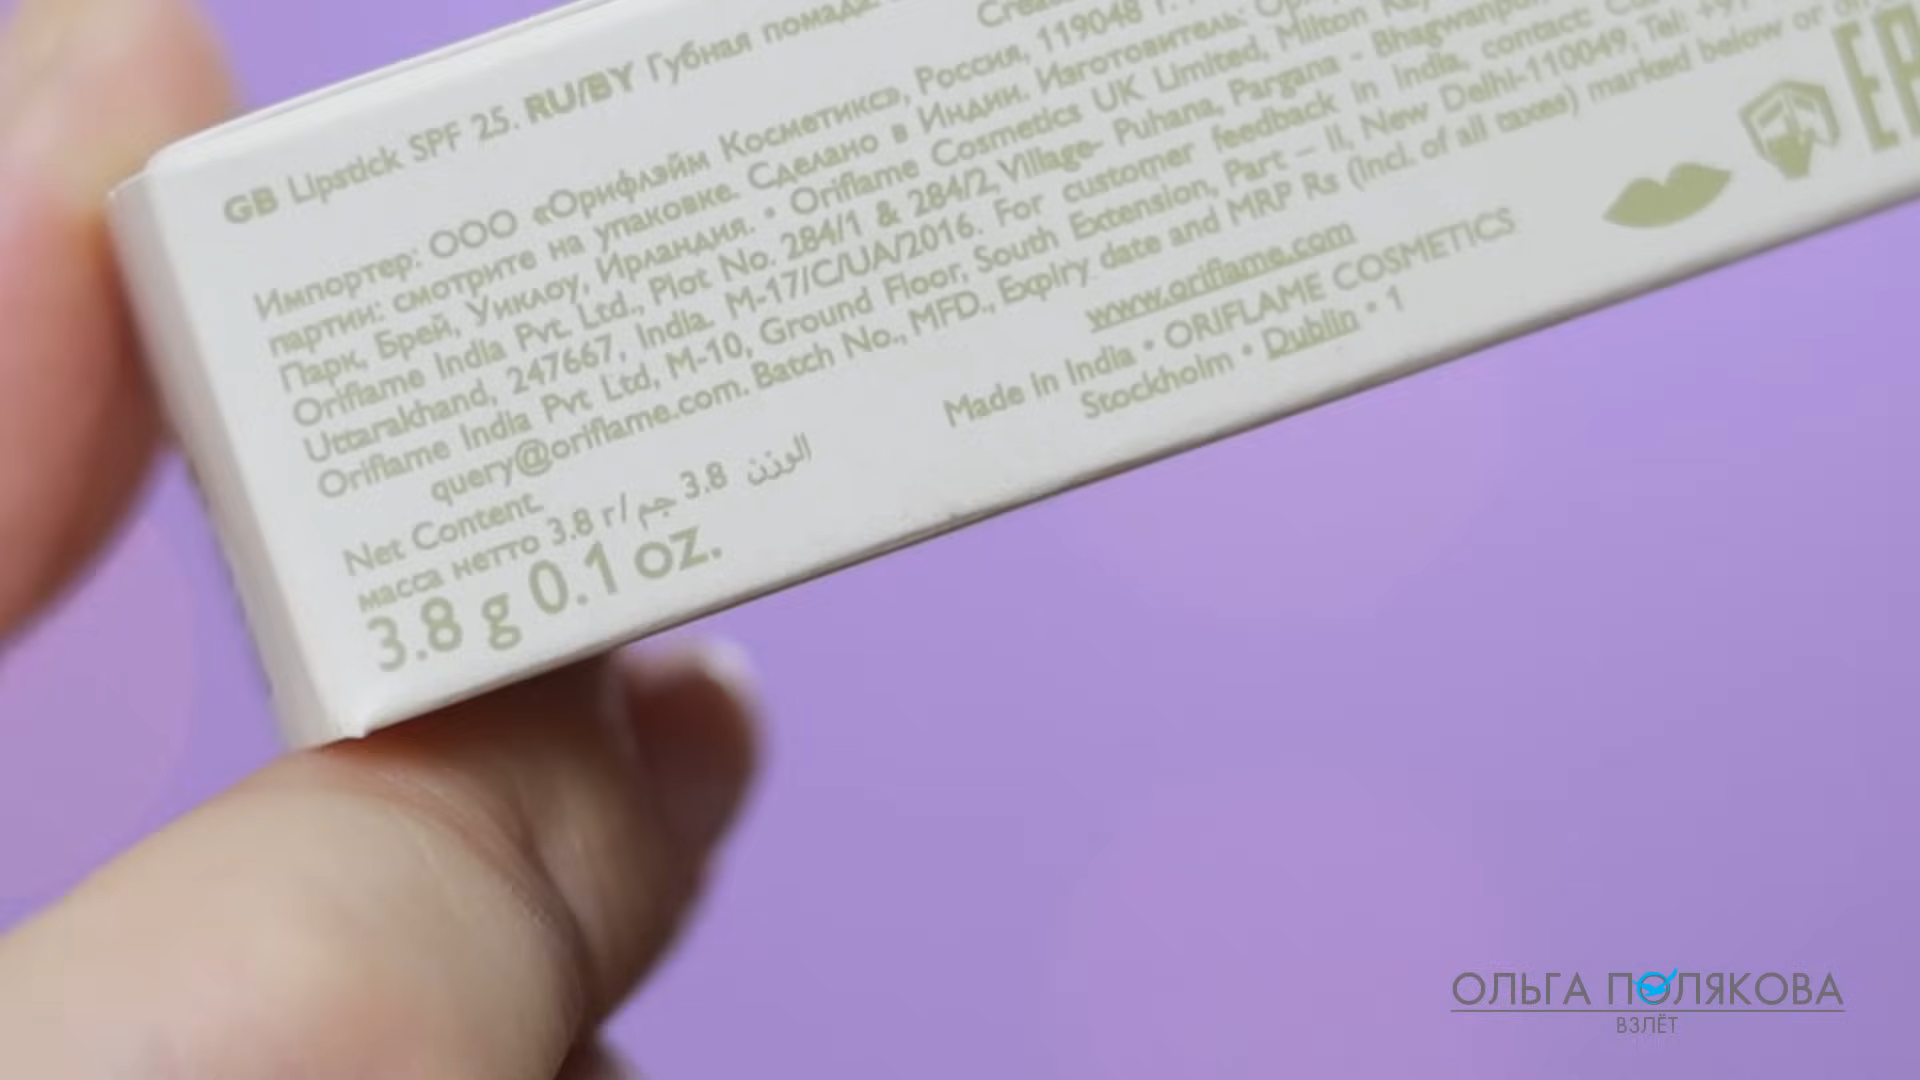 GB Lipstick SPF 25. RU/BY Губная помада
Импортер: ООО «Орифлэйм Косметикс», Россия, 119048 г.
партии: смотрите на упаковке. Сделано в Индии. Изготовитель:
Парк, Брей, Уиклоу, Ирландия. • Oriflame Cosmetics UK Limited, Milton
Oriflame India Pvt. Ltd., Plot No. 284/1 & 284/2, Village- Puhana, Pargana - Bhagwanpur
Uttarakhand, 247667, India. M-17/C/UA/2016. For customer feedback in India, contact:
Oriflame India Pvt Ltd, M-10, Ground Floor, South Extension, Part – II, New Delhi-110049, Tel: +91
query@oriflame.com. Batch No., MFD., Expiry date and MRP Rs (Incl. of all taxes) marked below or
www.oriflame.com
Made in India • ORIFLAME COSMETICS
Stockholm • Dublin • 1
Net Content
масса нетто 3.8 г/ الوزن 3.8 جم
3.8 g 0.1 oz.
ОЛЬГА ПОЛЯКОВА
ВЗЛЁТ